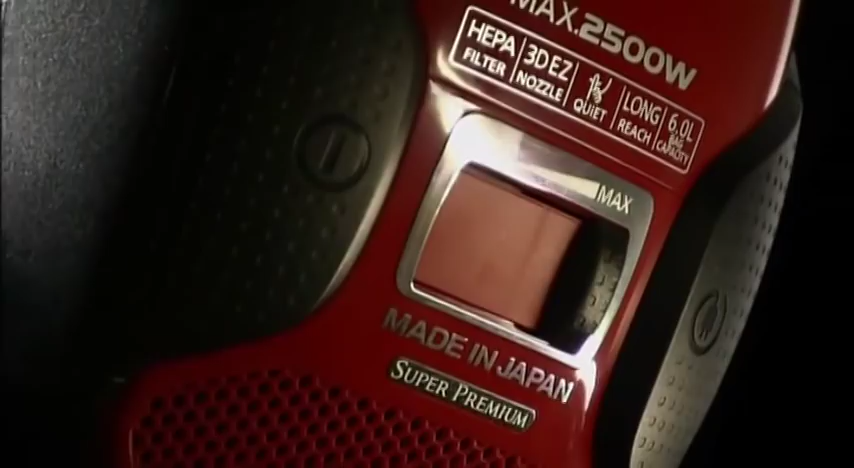 MAX.2500W
HEPA FILTER
3D EZ NOZZLE
QUIET
LONG REACH
6.0L BAG CAPACITY
MAX
MADE IN JAPAN
SUPER PREMIUM